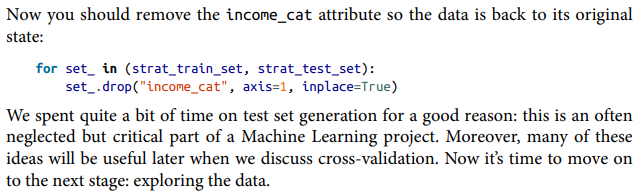 Now you should remove the income_cat attribute so the data is back to its original
state:
for set_ in (strat_train_set, strat_test_set):
    set_.drop("income_cat", axis=1, inplace=True)
We spent quite a bit of time on test set generation for a good reason: this is an often
neglected but critical part of a Machine Learning project. Moreover, many of these
ideas will be useful later when we discuss cross-validation. Now it’s time to move on
to the next stage: exploring the data.